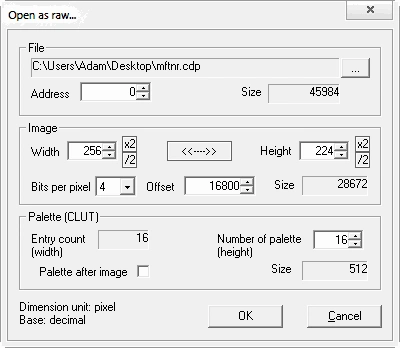 Open as raw...
File
C:\Users\Adam\Desktop\mftnr.cdp
...
Address 0 Size 45984
Image
Width 256 x2 /2 <<---->> Height 224 x2 /2
Bits per pixel 4 Offset 16800 Size 28672
Palette (CLUT)
Entry count 16 Number of palette 16
(width) (height)
Palette after image Size 512
Dimension unit: pixel
Base: decimal
OK Cancel